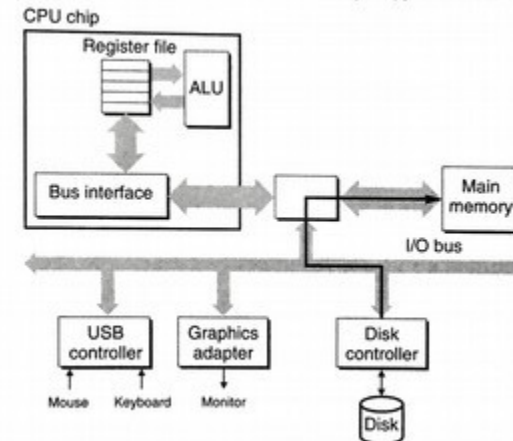 CPU chip
Register file
ALU
Bus interface
Main
memory
I/O bus
USB
controller
Graphics
adapter
Disk
controller
Mouse
Keyboard
Monitor
Disk